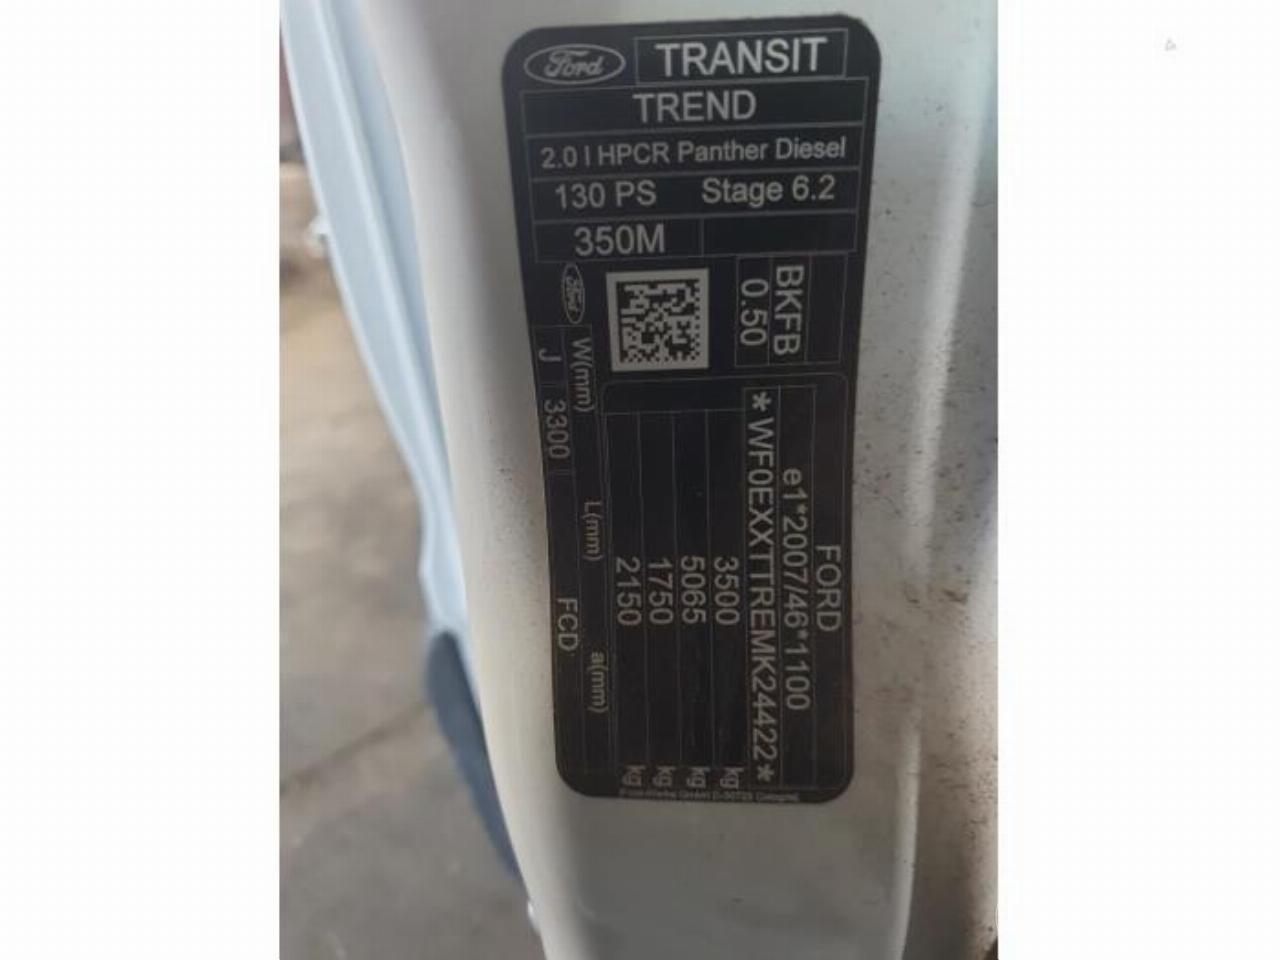 Ford TRANSIT
TREND
2.0 l HPCR Panther Diesel
130 PS Stage 6.2
350M
Ford
BKFB
0.50
FORD
e1*2007/46*1100
*WF0EXXTTREMK24422*
3500 kg
5065 kg
1750 kg
2150 kg
W(mm) L(mm) a(mm)
J 3300 FCD